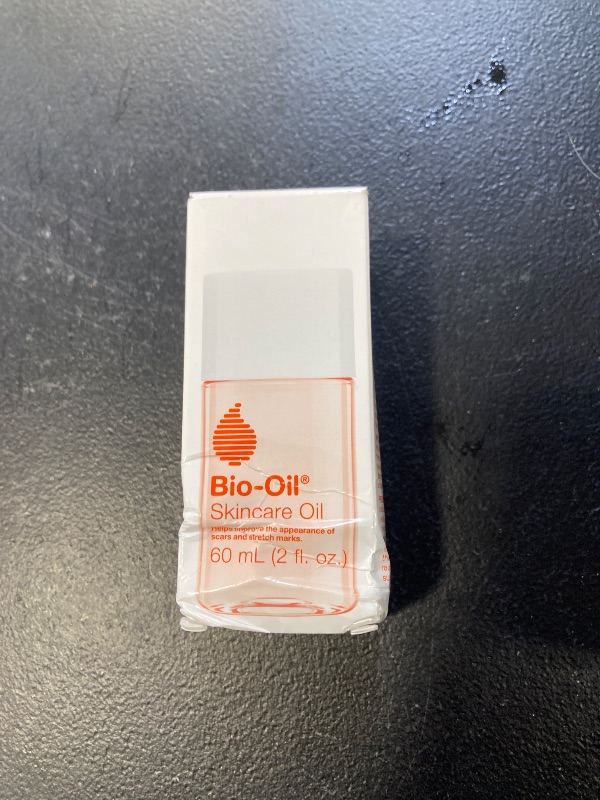 Bio-Oil®
Skincare Oil
Helps improve the appearance of
scars and stretch marks.
60 mL (2 fl. oz.)